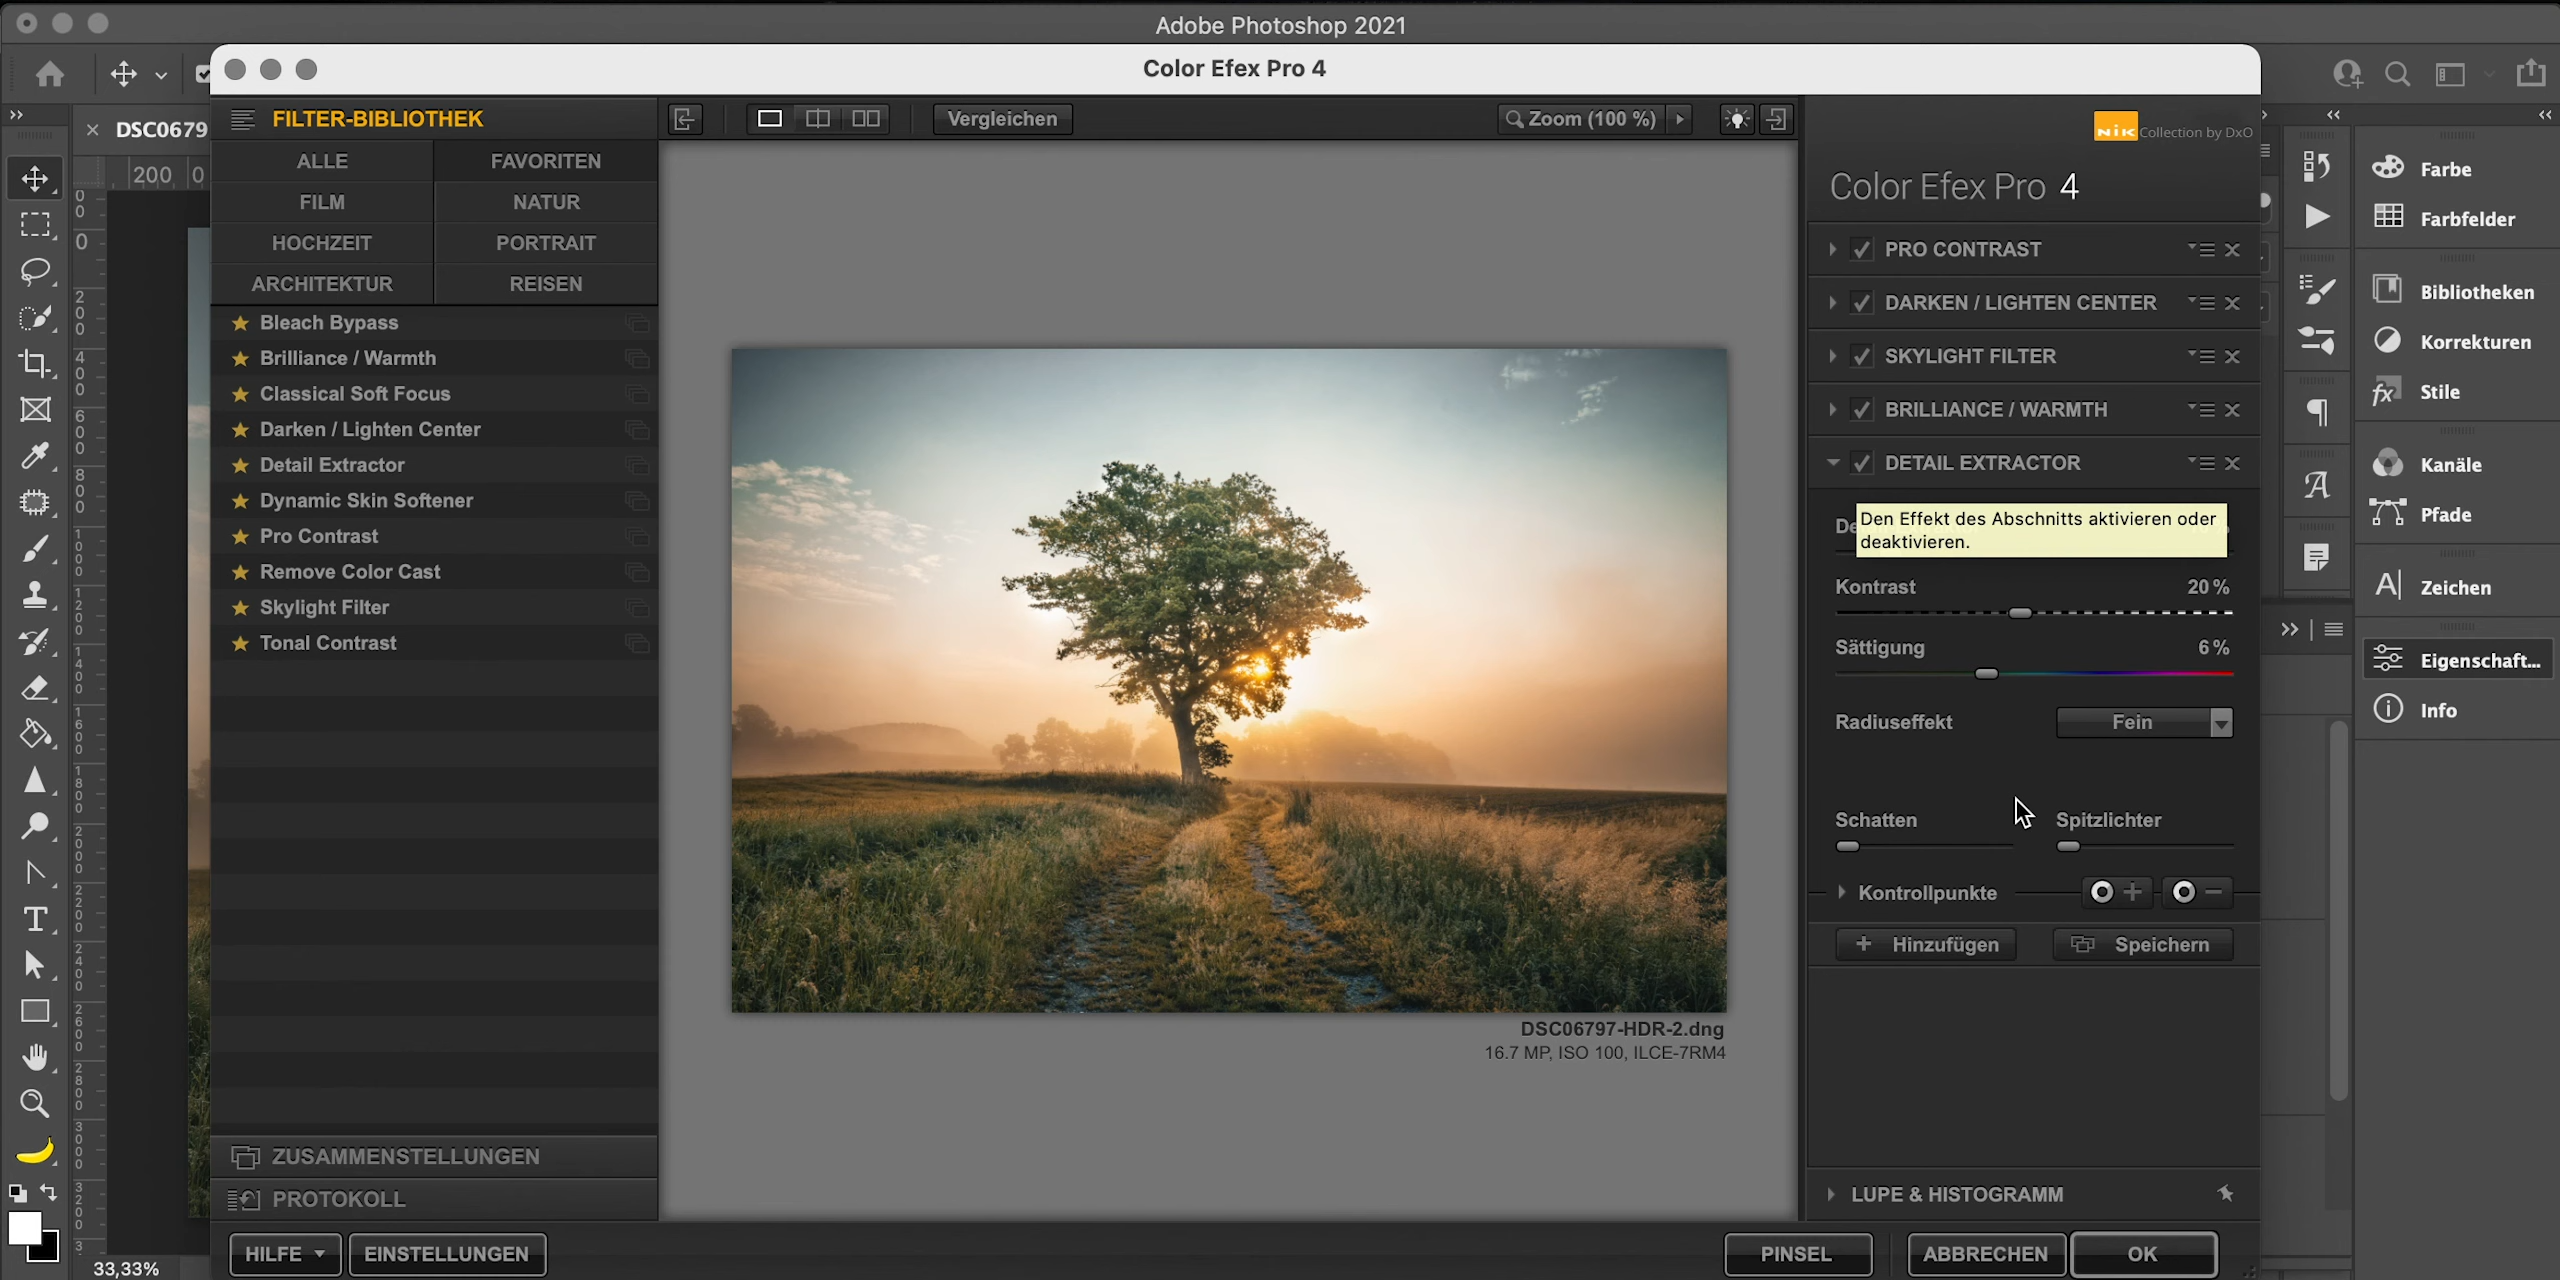 Adobe Photoshop 2021
Color Efex Pro 4
DSC0679
200 0
FILTER-BIBLIOTHEK
ALLE
FAVORITEN
FILM
NATUR
HOCHZEIT
PORTRAIT
ARCHITEKTUR
REISEN
Bleach Bypass
Brilliance / Warmth
Classical Soft Focus
Darken / Lighten Center
Detail Extractor
Dynamic Skin Softener
Pro Contrast
Remove Color Cast
Skylight Filter
Tonal Contrast
ZUSAMMENSTELLUNGEN
PROTOKOLL
HILFE
EINSTELLUNGEN
33,33%
Vergleichen
Zoom (100 %)
DSC06797-HDR-2.dng
16.7 MP, ISO 100, ILCE-7RM4
Nik Collection by DxO
Color Efex Pro 4
PRO CONTRAST
DARKEN / LIGHTEN CENTER
SKYLIGHT FILTER
BRILLIANCE / WARMTH
DETAIL EXTRACTOR
Den Effekt des Abschnitts aktivieren oder
deaktivieren.
Kontrast 20 %
Sättigung 6 %
Radiuseffekt Fein
Schatten Spitzlichter
Kontrollpunkte
Hinzufügen Speichern
LUPE & HISTOGRAMM
PINSEL
ABBRECHEN
OK
Farbe
Farbfelder
Bibliotheken
Korrekturen
Stile
Kanäle
Pfade
Zeichen
Eigenschaft...
Info